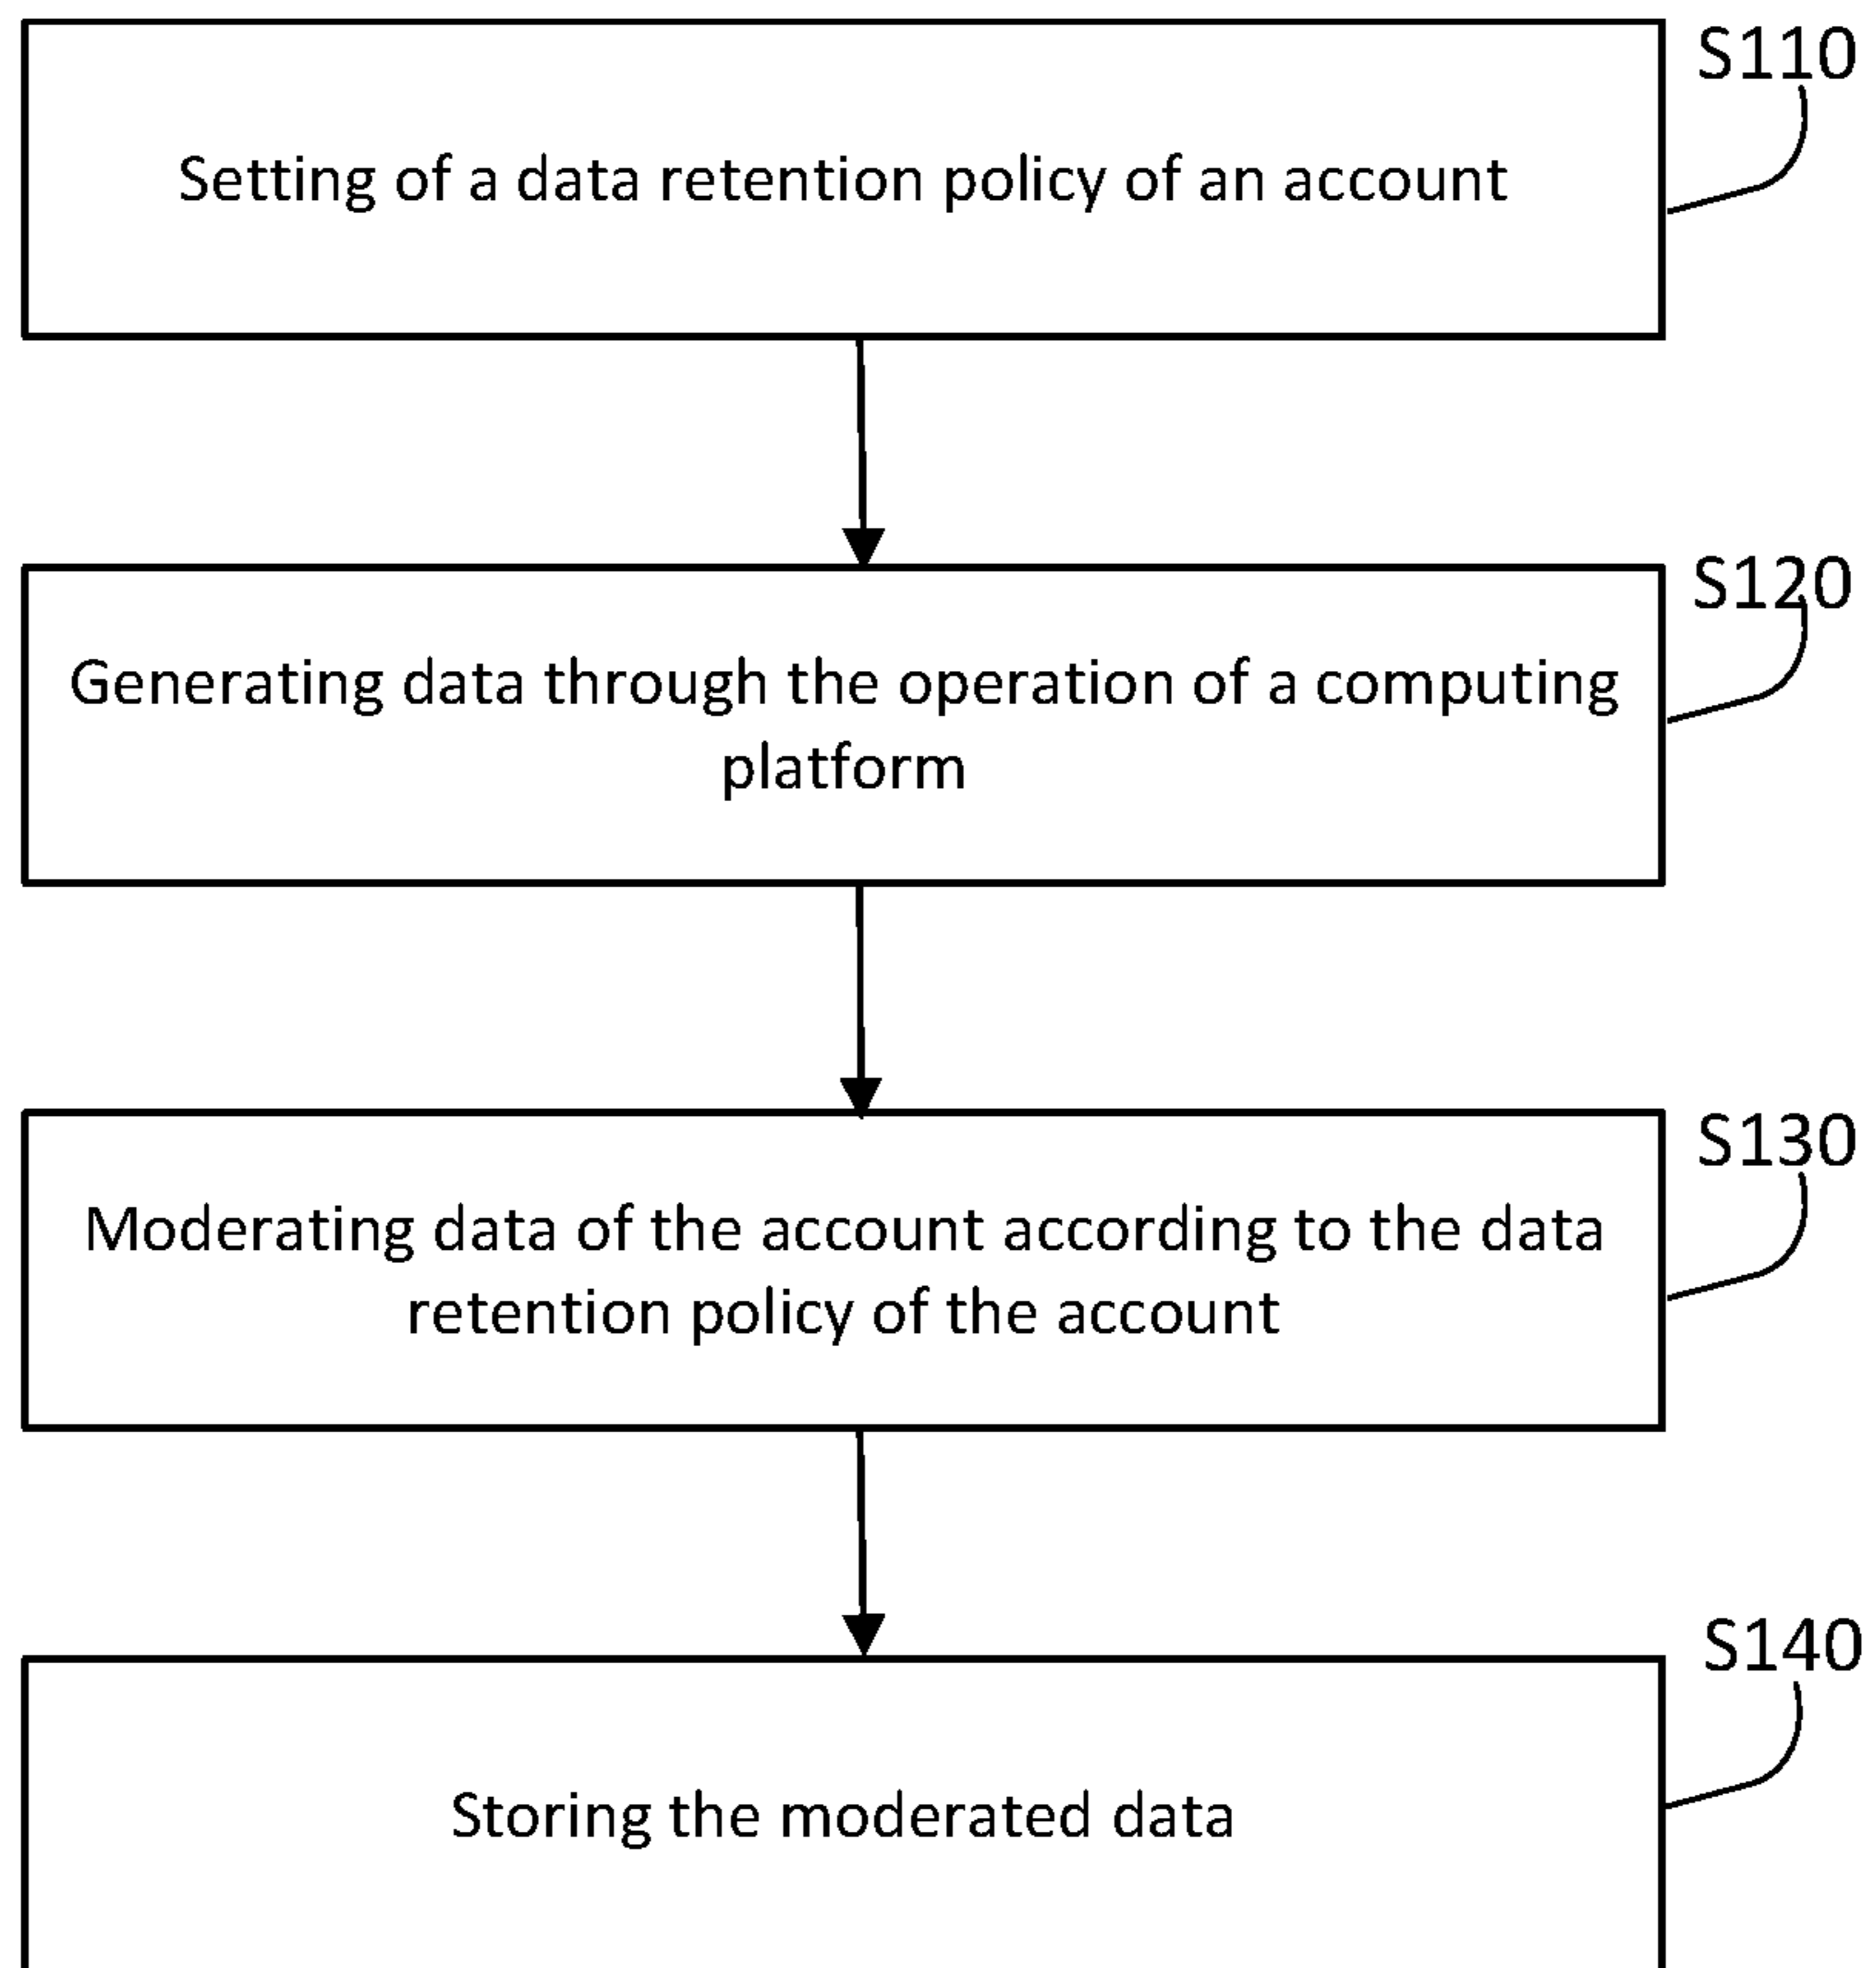 S110
Setting of a data retention policy of an account
S120
Generating data through the operation of a computing
platform
S130
Moderating data of the account according to the data
retention policy of the account
S140
Storing the moderated data